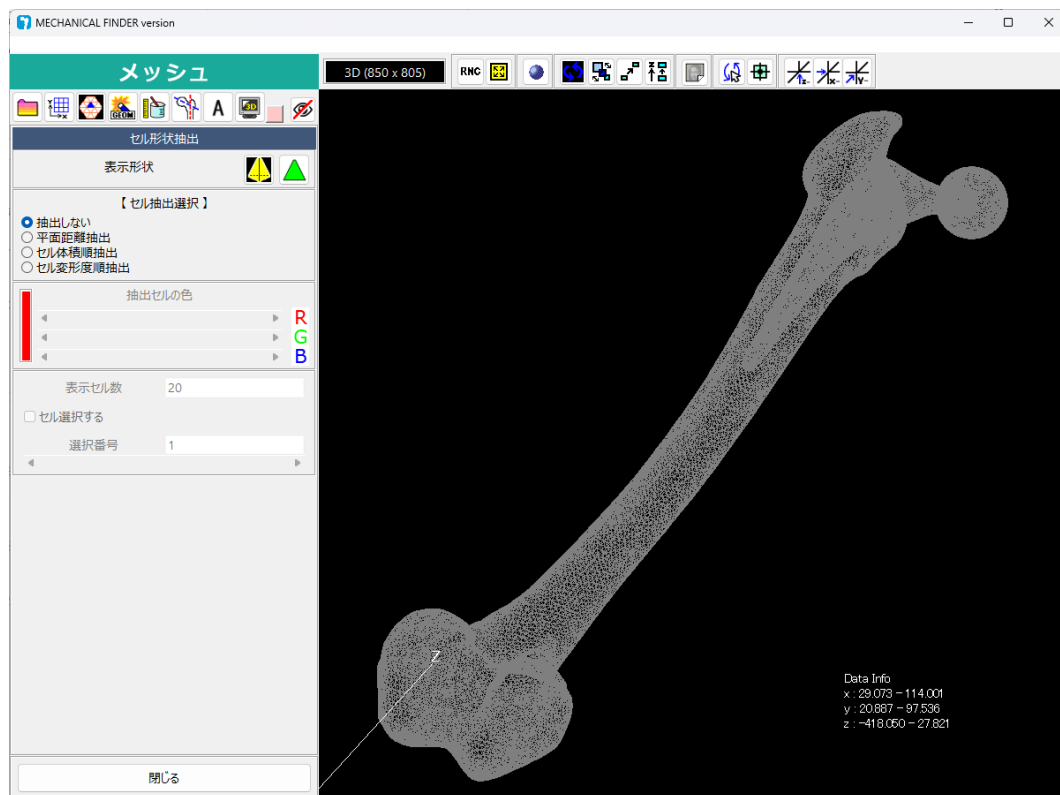 MECHANICAL FINDER version
メッシュ
3D (850 x 805)
RNC
GEOM
A
3D
セル形状抽出
表示形状
【 セル抽出選択 】
抽出しない
平面距離抽出
セル体積順抽出
セル変形度順抽出
抽出セルの色
R
G
B
表示セル数 20
セル選択する
選択番号 1
閉じる
Z
Data Info
x : 29.073 – 114.001
y : 20.887 – 97.536
z : –418.050 – 27.821